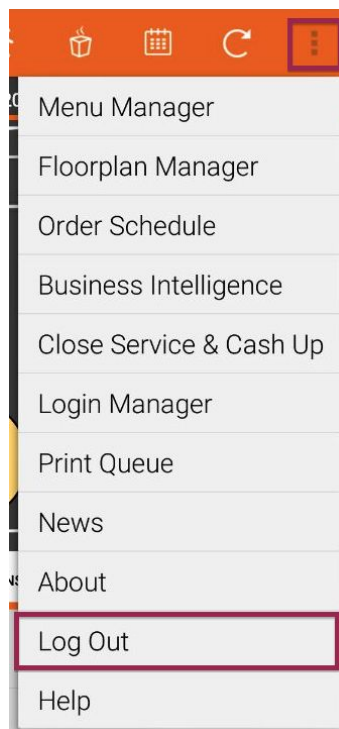 Menu Manager
Floorplan Manager
Order Schedule
Business Intelligence
Close Service & Cash Up
Login Manager
Print Queue
News
About
Log Out
Help